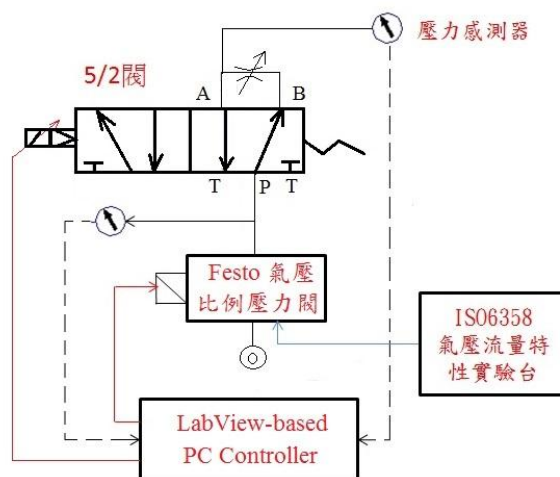 壓力感測器
5/2閥
A
B
T
P
T
Festo 氣壓
比例壓力閥
ISO6358
氣壓流量特
性實驗台
LabView-based
PC Controller